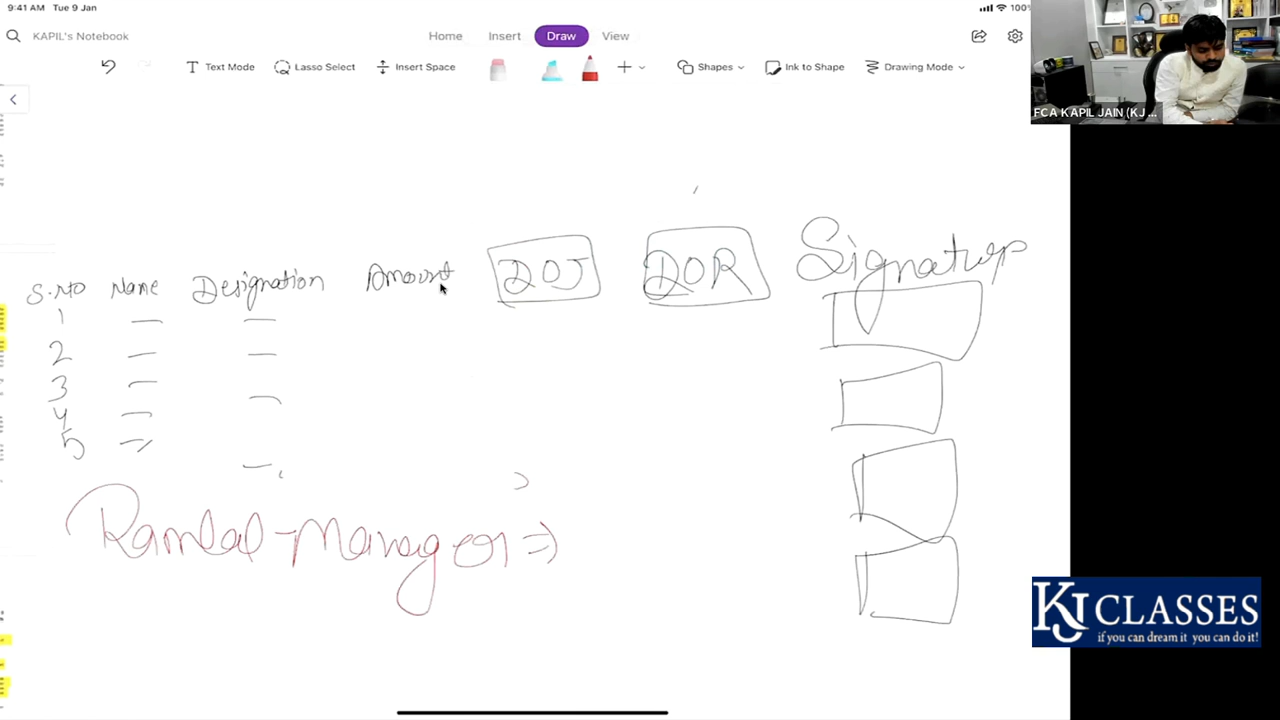 9:41 AM Tue 9 Jan
100%
KAPIL's Notebook
Home Insert Draw View
Text Mode Lasso Select Insert Space Shapes Ink to Shape Drawing Mode
FCA KAPIL JAIN (KJ ...
S.NO Name Designation Amount DOJ DOR Signature
1
2
3
4
5
Ramlal - Manager =>
KJ CLASSES
if you can dream it you can do it!